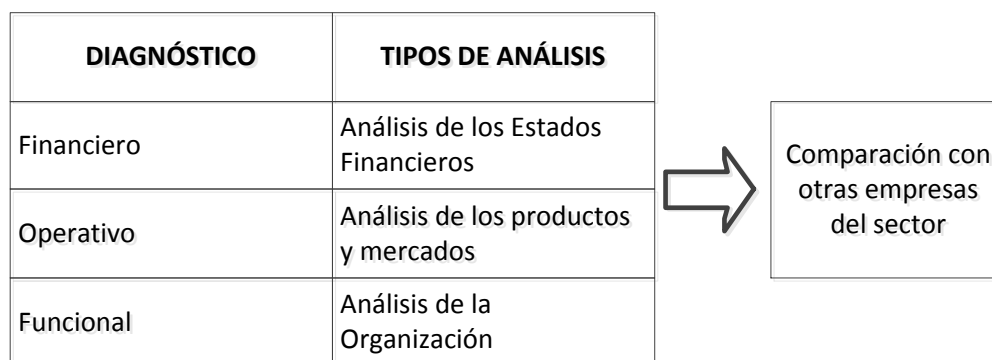 DIAGNÓSTICO
TIPOS DE ANÁLISIS
Financiero
Análisis de los Estados
Financieros
Operativo
Análisis de los productos
y mercados
Funcional
Análisis de la
Organización
Comparación con
otras empresas
del sector